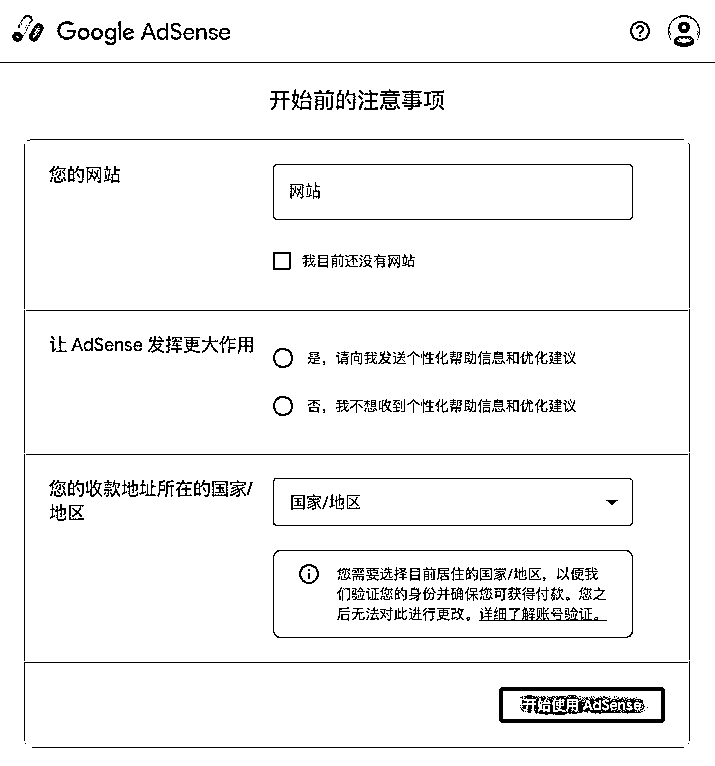 Google AdSense
开始前的注意事项
您的网站
网站
我目前还没有网站
让 AdSense 发挥更大作用
是，请向我发送个性化帮助信息和优化建议
否，我不想收到个性化帮助信息和优化建议
您的收款地址所在的国家/
地区
国家/地区
您需要选择目前居住的国家/地区，以便我
们验证您的身份并确保您可获得付款。您之
后无法对此进行更改。详细了解账号验证。
开始使用 AdSense